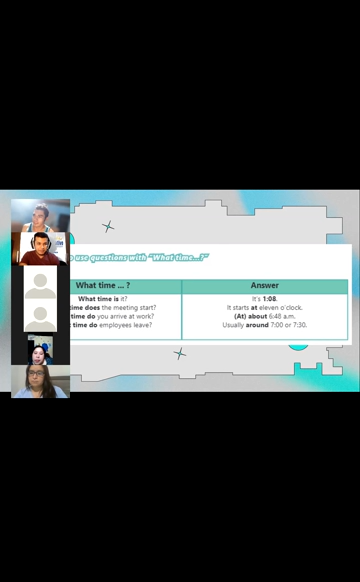 o use questions with "What time...?"
What time ... ?
Answer
What time is it?
It's 1:08.
time does the meeting start?
It starts at eleven o'clock.
time do you arrive at work?
(At) about 6:48 a.m.
time do employees leave?
Usually around 7:00 or 7:30.